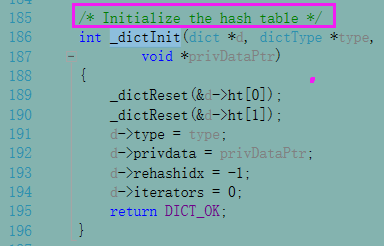 184
185 /* Initialize the hash table */
186 int _dictInit(dict *d, dictType *type,
187 - void *privDataPtr)
188 {
189 _dictReset(&d->ht[0]);
190 _dictReset(&d->ht[1]);
191 d->type = type;
192 d->privdata = privDataPtr;
193 d->rehashidx = -1;
194 d->iterators = 0;
195 return DICT_OK;
196 }